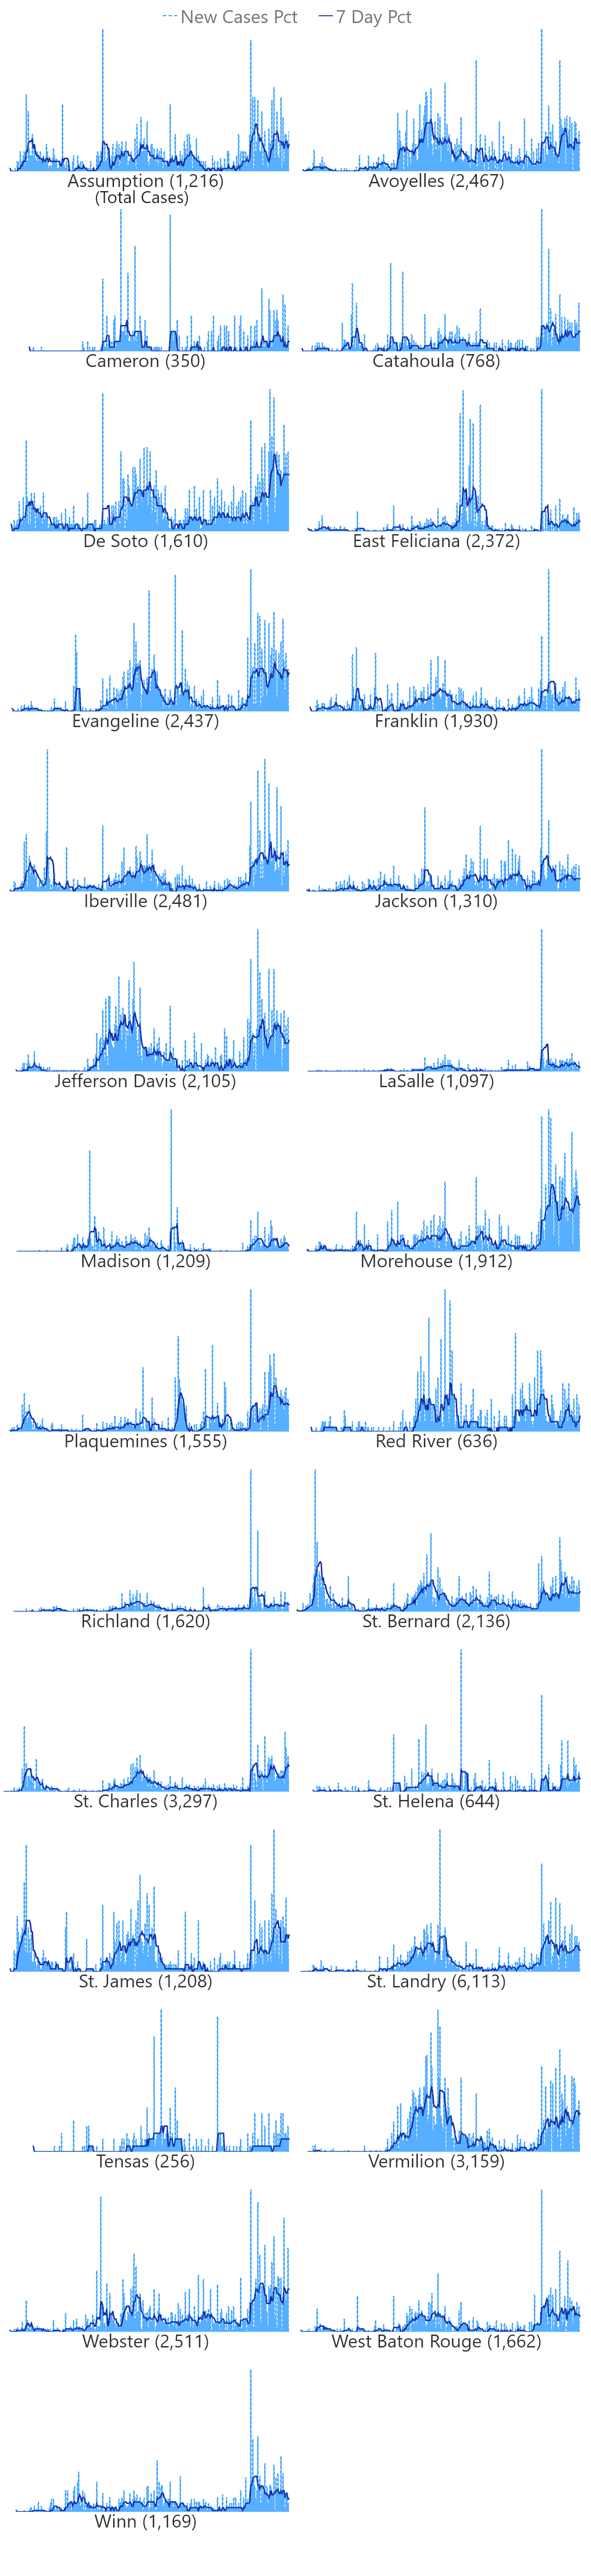 New Cases Pct 7 Day Pct
Assumption (1,216) Avoyelles (2,467)
(Total Cases)
Cameron (350) Catahoula (768)
De Soto (1,610) East Feliciana (2,372)
Evangeline (2,437) Franklin (1,930)
Iberville (2,481) Jackson (1,310)
Jefferson Davis (2,105) LaSalle (1,097)
Madison (1,209) Morehouse (1,912)
Plaquemines (1,555) Red River (636)
Richland (1,620) St. Bernard (2,136)
St. Charles (3,297) St. Helena (644)
St. James (1,208) St. Landry (6,113)
Tensas (256) Vermilion (3,159)
Webster (2,511) West Baton Rouge (1,662)
Winn (1,169)